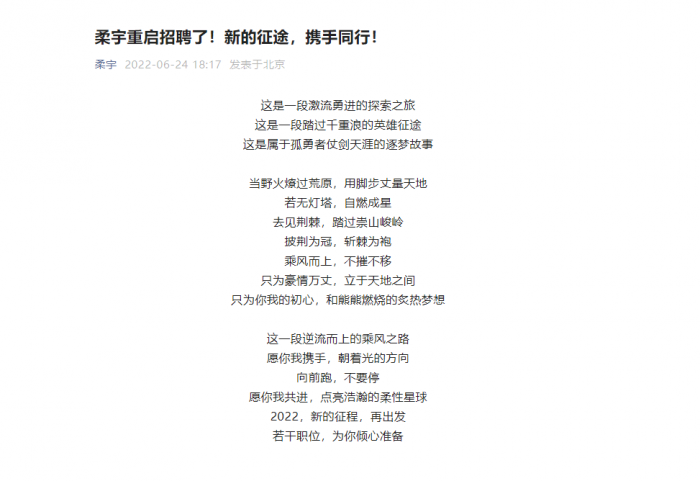 柔宇重启招聘了！新的征途，携手同行！
柔宇 2022-06-24 18:17 发表于北京
这是一段激流勇进的探索之旅
这是一段踏过千重浪的英雄征途
这是属于孤勇者仗剑天涯的逐梦故事
当野火燎过荒原，用脚步丈量天地
若无灯塔，自燃成星
去见荆棘，踏过崇山峻岭
披荆为冠，斩棘为袍
乘风而上，不摧不移
只为豪情万丈，立于天地之间
只为你我的初心，和熊熊燃烧的炙热梦想
这一段逆流而上的乘风之路
愿你我携手，朝着光的方向
向前跑，不要停
愿你我共进，点亮浩瀚的柔性星球
2022，新的征程，再出发
若干职位，为你倾心准备